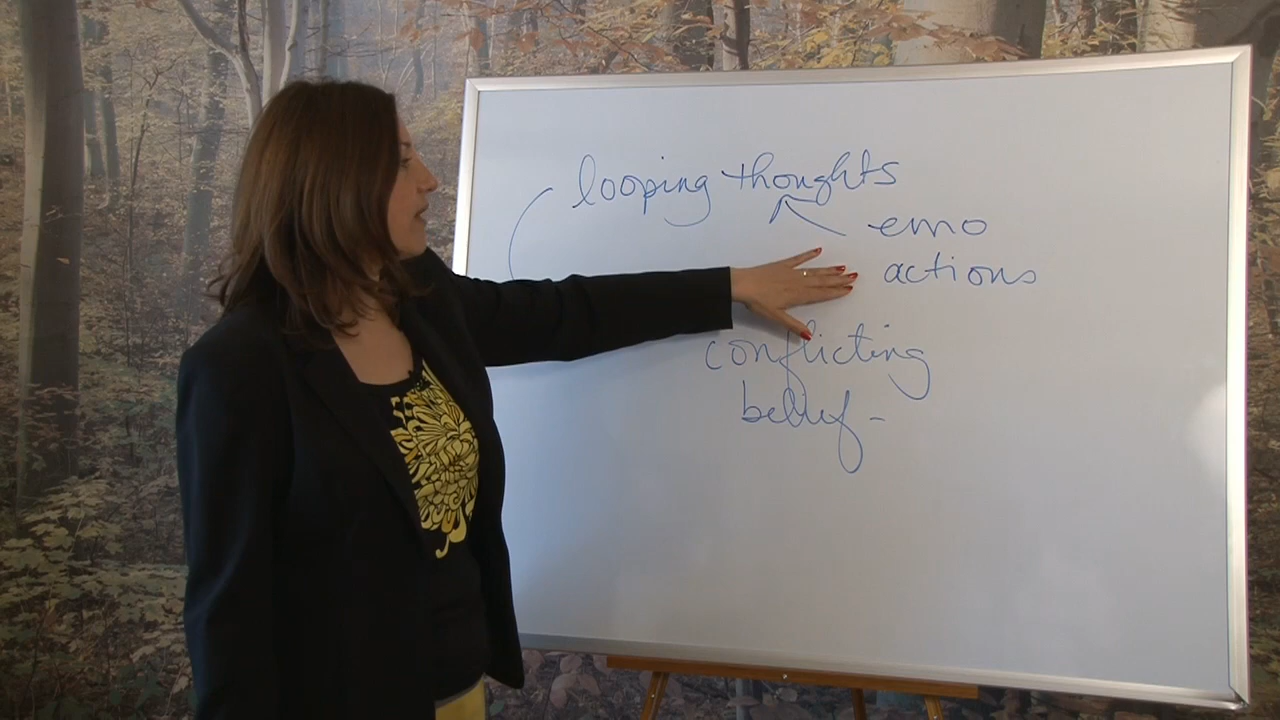 looping thoughts
emo
actions
conflicting
belief -